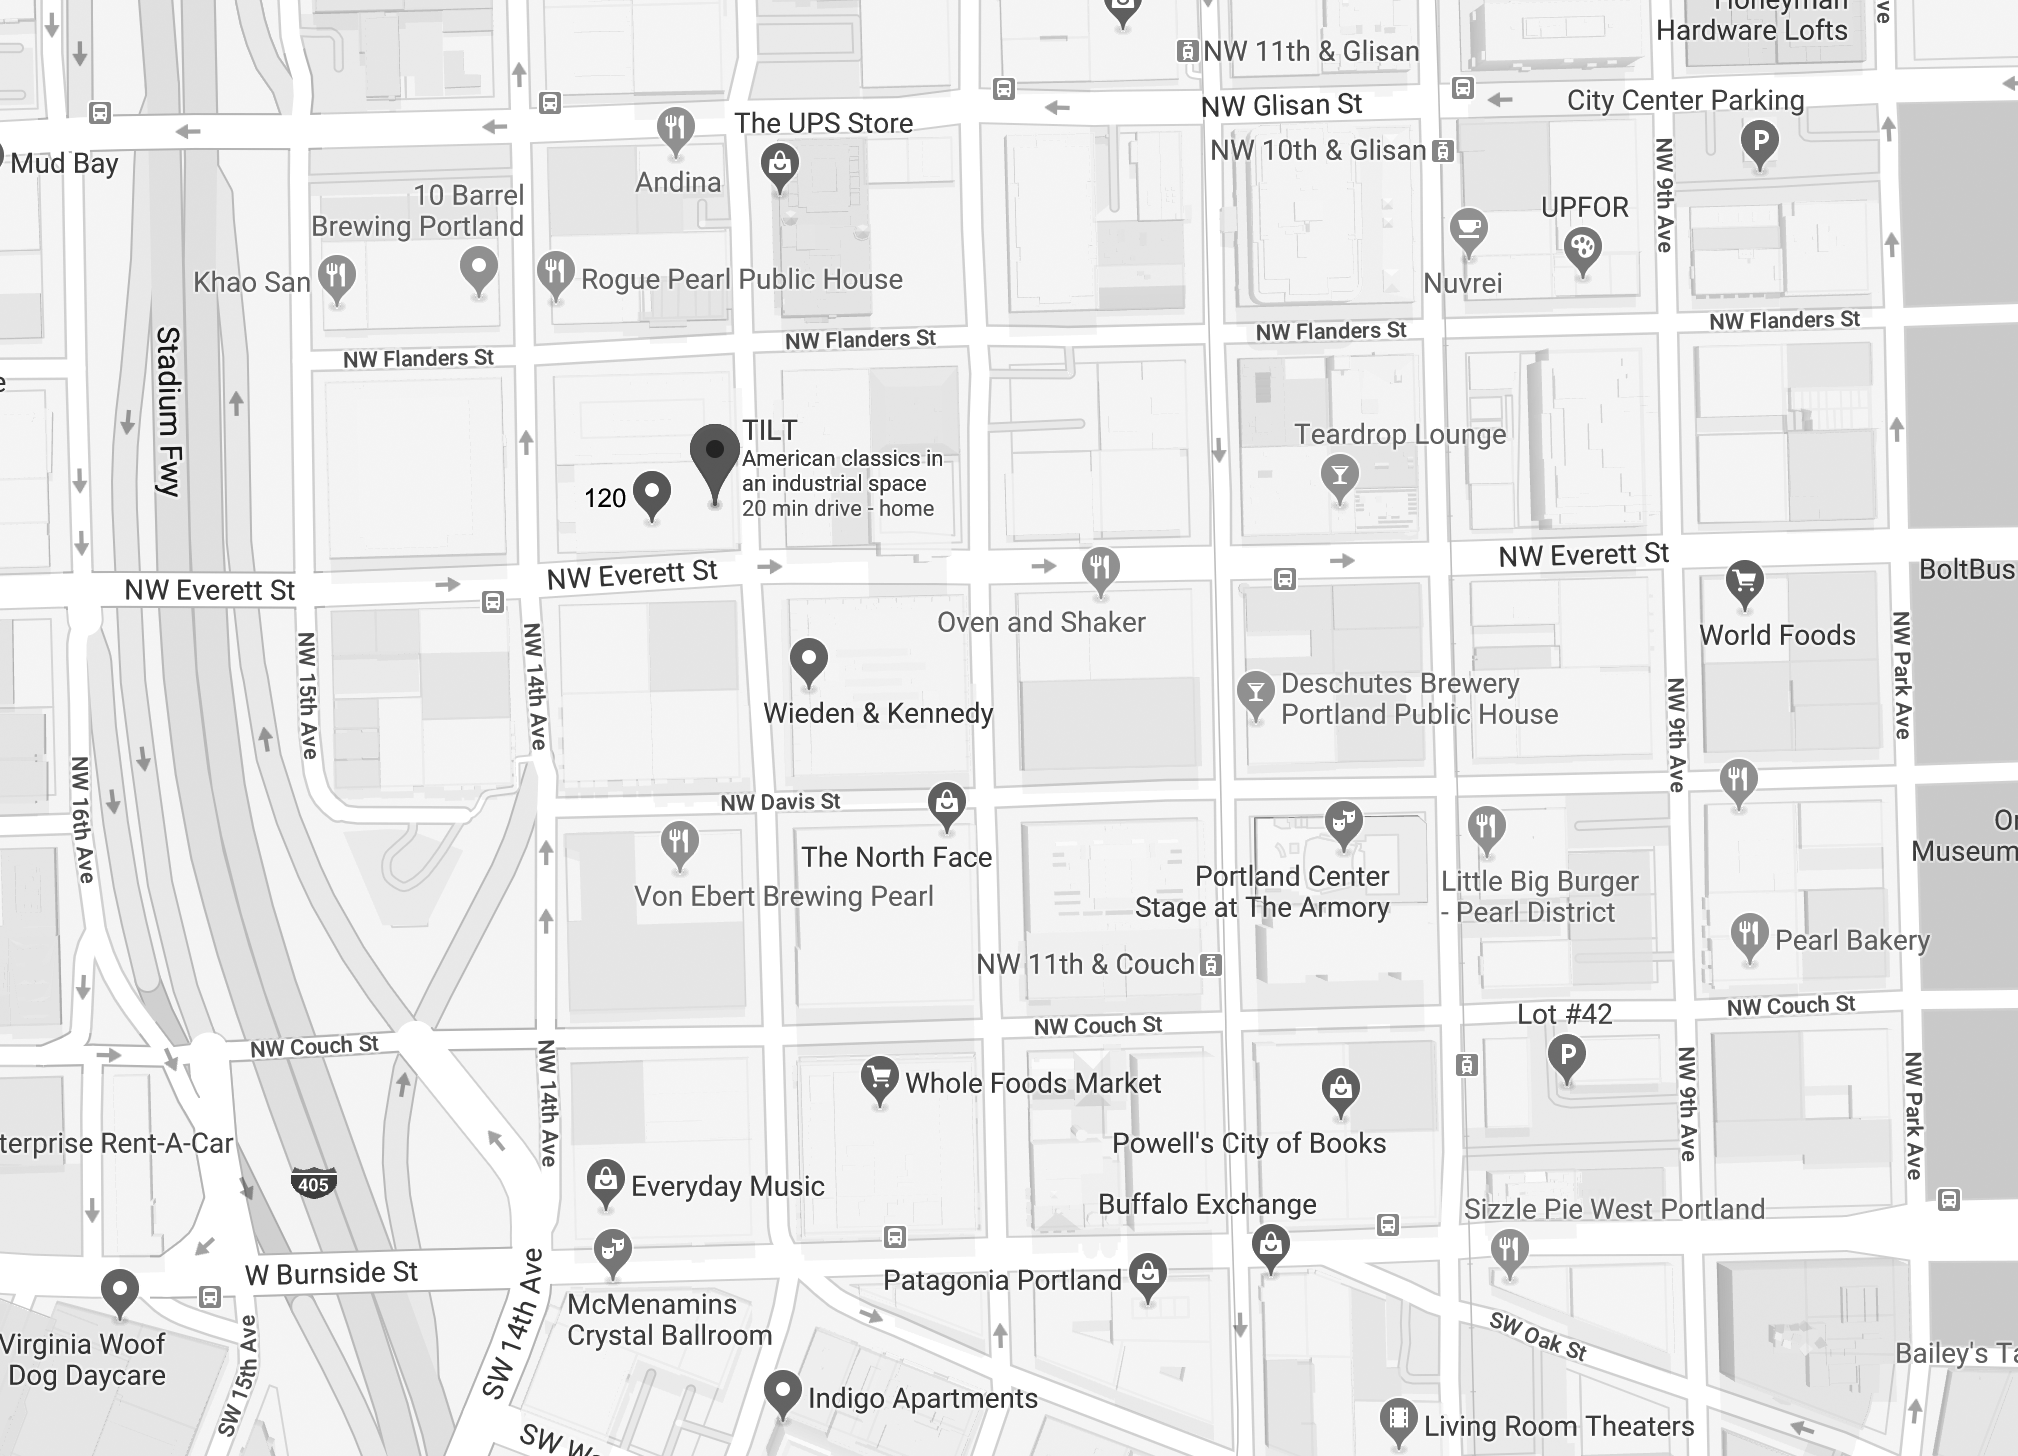 Honeyman
Hardware Lofts
Ave
NW 11th & Glisan
NW Glisan St
City Center Parking
The UPS Store
NW 10th & Glisan
P
Mud Bay
Andina
10 Barrel
Brewing Portland
NW 9th Ave
UPFOR
Khao San
Rogue Pearl Public House
Nuvrei
NW Flanders St
NW Flanders St
NW Flanders St
NW Flanders St
Stadium Fwy
TILT
American classics in
an industrial space
20 min drive - home
120
Teardrop Lounge
NW Everett St
NW Everett St
NW Everett St
BoltBus
Oven and Shaker
World Foods
NW 15th Ave
NW 14th Ave
NW Park Ave
Wieden & Kennedy
Deschutes Brewery
Portland Public House
NW 9th Ave
NW 16th Ave
NW Davis St
The North Face
Von Ebert Brewing Pearl
Portland Center
Stage at The Armory
Little Big Burger
- Pearl District
Museum
Pearl Bakery
NW 11th & Couch
NW Couch St
NW Couch St
NW Couch St
Lot #42
P
NW 14th Ave
Whole Foods Market
NW 9th Ave
NW Park Ave
terprise Rent-A-Car
Powell's City of Books
405
Everyday Music
Buffalo Exchange
Sizzle Pie West Portland
W Burnside St
Patagonia Portland
McMenamins
Crystal Ballroom
SW 14th Ave
Virginia Woof
Dog Daycare
SW 15th Ave
SW Oak St
Bailey's Ta
Indigo Apartments
Living Room Theaters
SW